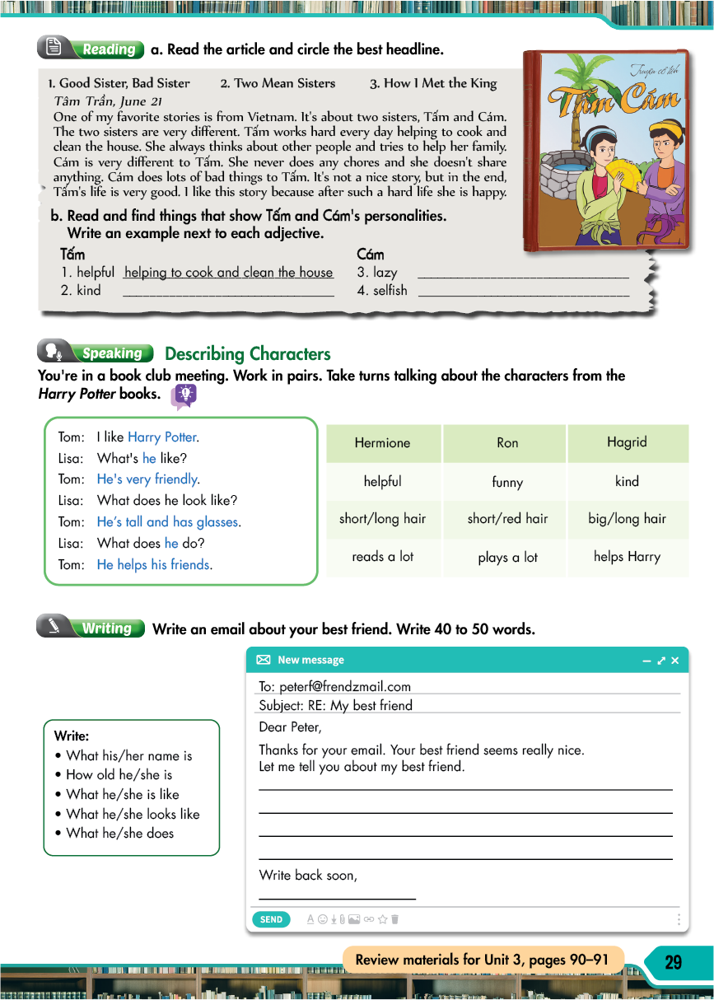 Reading a. Read the article and circle the best headline.
1. Good Sister, Bad Sister 2. Two Mean Sisters 3. How I Met the King
Tâm Trần, June 21
One of my favorite stories is from Vietnam. It's about two sisters, Tấm and Cám.
The two sisters are very different. Tấm works hard every day helping to cook and
clean the house. She always thinks about other people and tries to help her family.
Cám is very different to Tấm. She never does any chores and she doesn't share
anything. Cám does lots of bad things to Tấm. It's not a nice story, but in the end,
Tấm's life is very good. I like this story because after such a hard life she is happy.
Truyện cổ tích
Tấm Cám
b. Read and find things that show Tấm and Cám's personalities.
Write an example next to each adjective.
Tấm Cám
1. helpful helping to cook and clean the house 3. lazy
2. kind 4. selfish
Speaking Describing Characters
You're in a book club meeting. Work in pairs. Take turns talking about the characters from the
Harry Potter books.
Tom: I like Harry Potter.
Lisa: What's he like?
Tom: He's very friendly.
Lisa: What does he look like?
Tom: He's tall and has glasses.
Lisa: What does he do?
Tom: He helps his friends.
Hermione Ron Hagrid
helpful funny kind
short/long hair short/red hair big/long hair
reads a lot plays a lot helps Harry
Writing Write an email about your best friend. Write 40 to 50 words.
Write:
• What his/her name is
• How old he/she is
• What he/she is like
• What he/she looks like
• What he/she does
New message
To: peterf@frendzmail.com
Subject: RE: My best friend
Dear Peter,
Thanks for your email. Your best friend seems really nice.
Let me tell you about my best friend.
Write back soon,
SEND
Review materials for Unit 3, pages 90–91
29